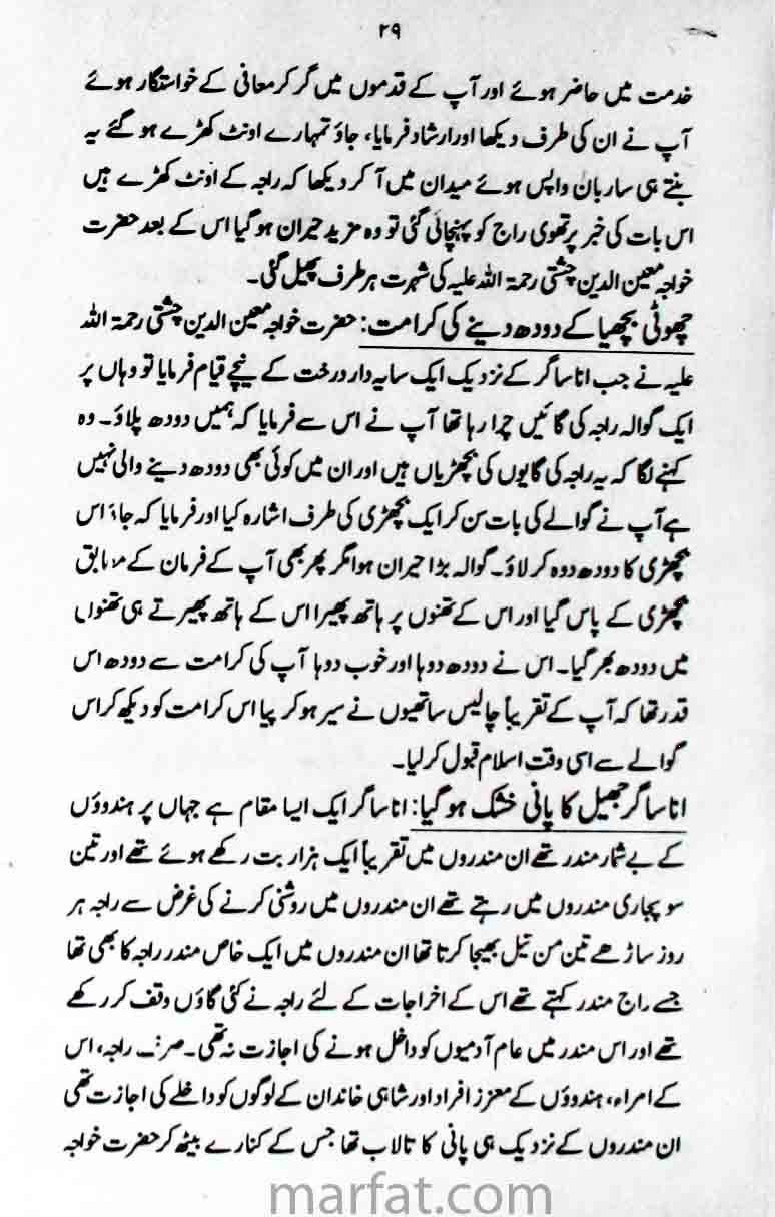 ۲۹
خدمت میں حاضر ہوئے اور آپ کے قدموں میں گر کر معافی کے خواستگار ہوئے
آپ نے ان کی طرف دیکھا اور ارشاد فرمایا، جاؤ تمہارے اونٹ کھڑے ہو گئے یہ
سنتے ہی ساربان واپس ہوئے میدان میں آ کر دیکھا کہ راجہ کے اونٹ کھڑے ہیں
اس بات کی خبر پرتھوی راج کو پہنچائی گئی تو وہ مزید حیران ہو گیا اس کے بعد حضرت
خواجہ معین الدین چشتی رحمۃ اللہ علیہ کی شہرت ہر طرف پھیل گئی۔
چھوٹی بچھیا کے دودھ دینے کی کرامت: حضرت خواجہ معین الدین چشتی رحمۃ اللہ
علیہ نے جب انا ساگر کے نزدیک ایک سایہ دار درخت کے نیچے قیام فرمایا تو وہاں پر
ایک گوالہ راجہ کی گائیں چرا رہا تھا آپ نے اس سے فرمایا کہ ہمیں دودھ پلاؤ۔ وہ
کہنے لگا کہ یہ راجہ کی گایوں کی بچھڑیاں ہیں اور ان میں کوئی بھی دودھ دینے والی نہیں
ہے آپ نے گوالے کی بات سن کر ایک بچھڑی کی طرف اشارہ کیا اور فرمایا کہ جاؤ اس
بچھڑی کا دودھ دوہ کر لاؤ۔ گوالہ بڑا حیران ہوا مگر پھر بھی آپ کے فرمان کے مطابق
بچھڑی کے پاس گیا اور اس کے تھنوں پر ہاتھ پھیرا اس کے ہاتھ پھیرتے ہی تھنوں
میں دودھ بھر گیا۔ اس نے دودھ دوہا اور خوب دوہا آپ کی کرامت سے دودھ اس
قدر تھا کہ آپ کے تقریباً چالیس ساتھیوں نے سیر ہو کر پیا اس کرامت کو دیکھ کر اس
گوالے سے اسی وقت اسلام قبول کر لیا۔
انا ساگر جھیل کا پانی خشک ہو گیا: انا ساگر ایک ایسا مقام ہے جہاں پر ہندوؤں
کے بے شمار مندر تھے ان مندروں میں تقریباً ایک ہزار بت رکھے ہوئے تھے اور تین
سو پجاری مندروں میں رہتے تھے ان مندروں میں روشنی کرنے کی غرض سے راجہ ہر
روز ساڑھے تین من تیل بھیجا کرتا تھا ان مندروں میں ایک خاص مندر راجہ کا بھی تھا
جسے راج مندر کہتے تھے اس کے اخراجات کے لئے راجہ نے کئی گاؤں وقف کر رکھے
تھے اور اس مندر میں عام آدمیوں کو داخل ہونے کی اجازت نہ تھی۔ صرف راجہ، اس
کے امراء، ہندوؤں کے معزز افراد اور شاہی خاندان کے لوگوں کو داخلے کی اجازت تھی
ان مندروں کے نزدیک ہی پانی کا تالاب تھا جس کے کنارے بیٹھ کر حضرت خواجہ
marfat.com